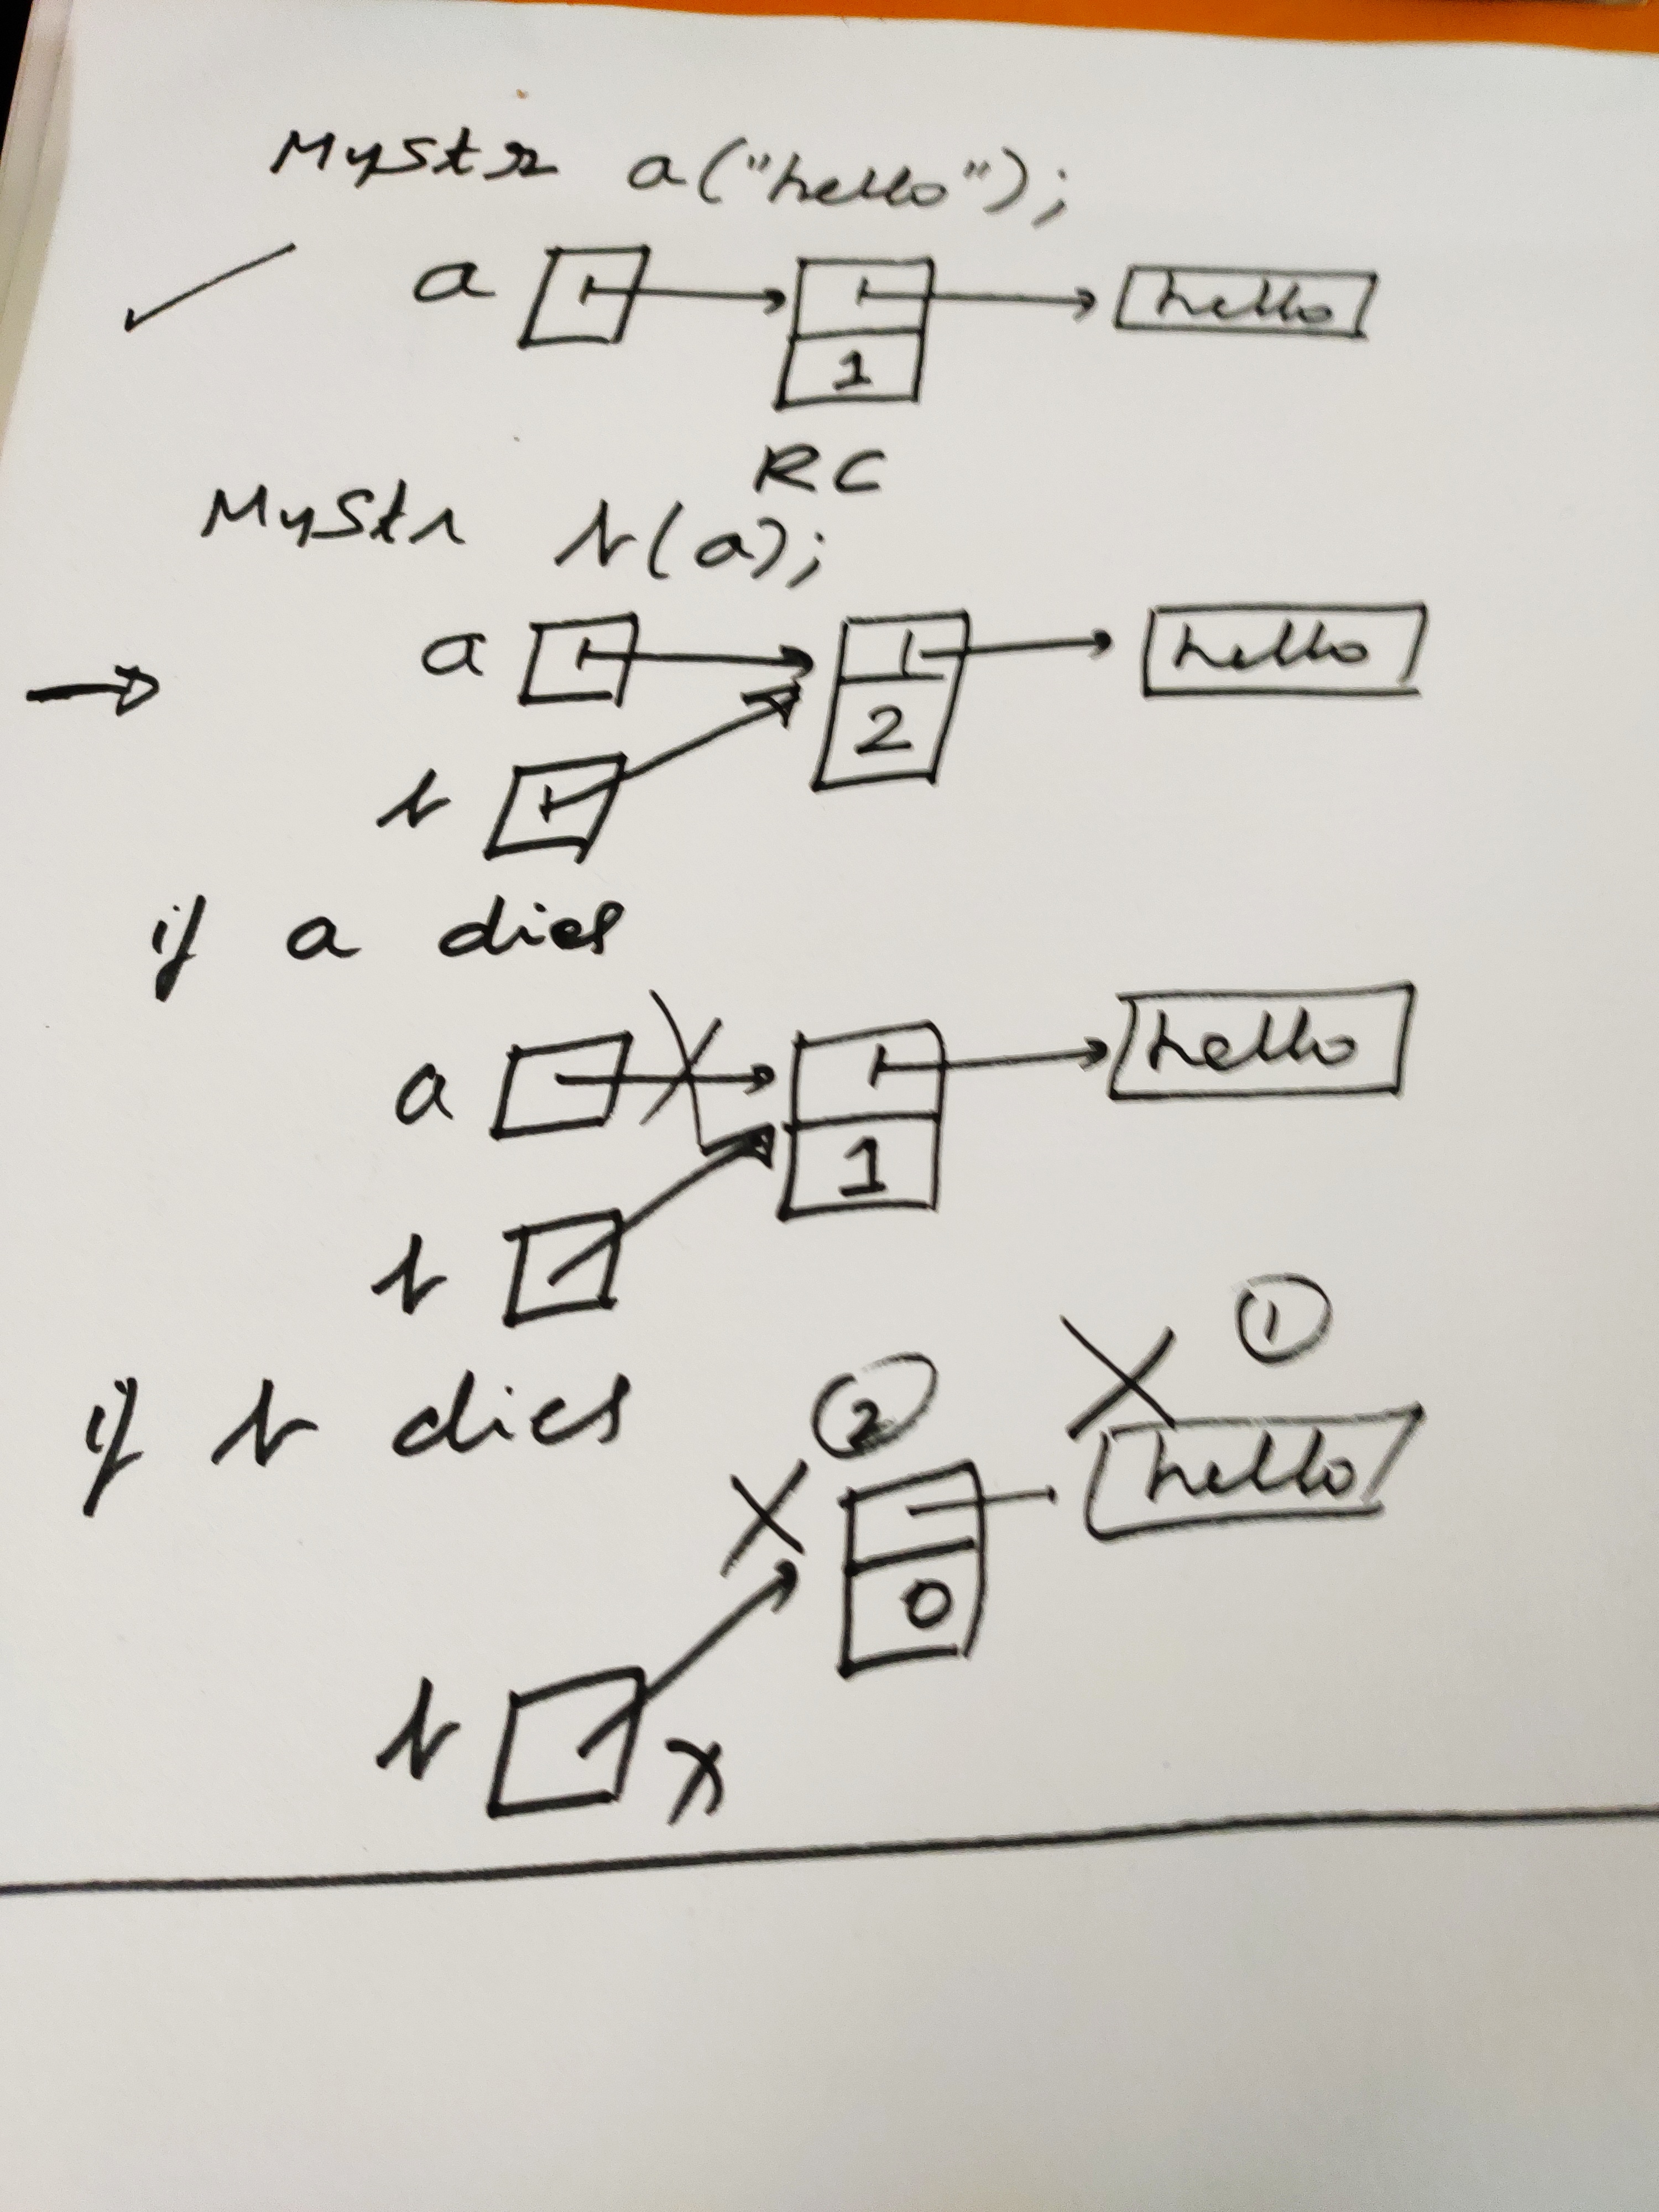 MyStr a("hello");
a hello
1
RC
MyStr b(a);
a hello
2
b
if a dies
a hello
1
b
1
if b dies
2
hello
0
b